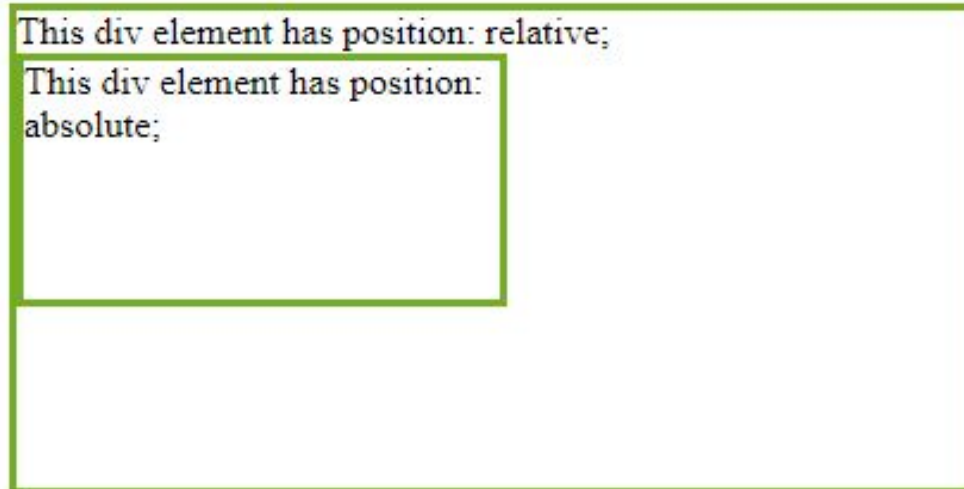 This div element has position: relative;
This div element has position:
absolute;